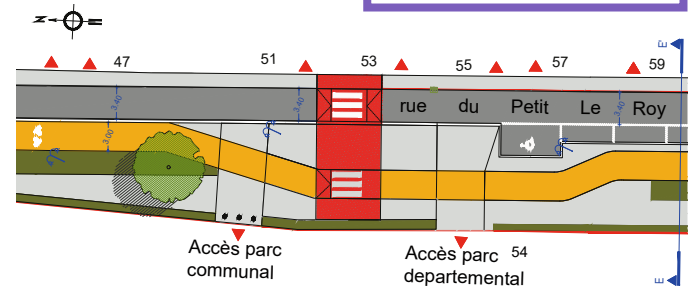 N
47
51
53
55
57
59
E
3.40
3.40
3.40
rue du Petit Le Roy
3.00
Accès parc
communal
Accès parc
departemental
54
E